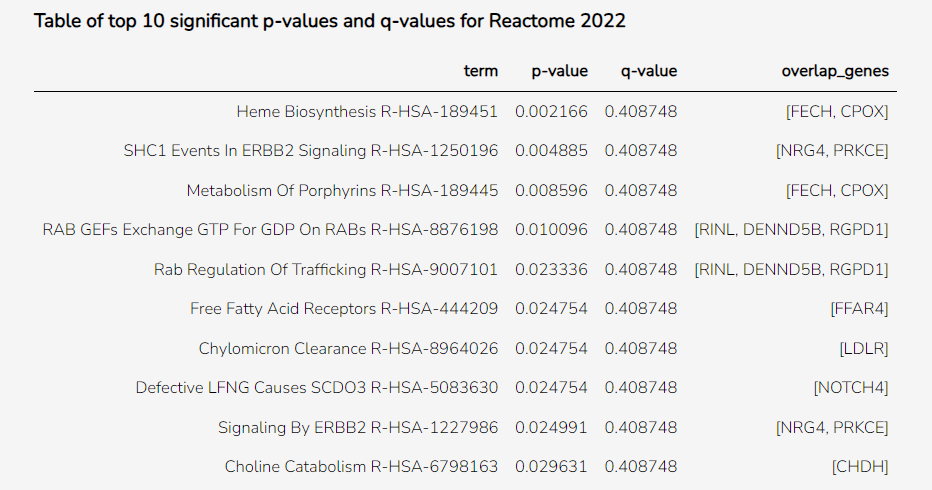 Table of top 10 significant p-values and q-values for Reactome 2022
term p-value q-value overlap_genes
Heme Biosynthesis R-HSA-189451 0.002166 0.408748 [FECH, CPOX]
SHC1 Events In ERBB2 Signaling R-HSA-1250196 0.004885 0.408748 [NRG4, PRKCE]
Metabolism Of Porphyrins R-HSA-189445 0.008596 0.408748 [FECH, CPOX]
RAB GEFs Exchange GTP For GDP On RABs R-HSA-8876198 0.010096 0.408748 [RINL, DENND5B, RGPD1]
Rab Regulation Of Trafficking R-HSA-9007101 0.023336 0.408748 [RINL, DENND5B, RGPD1]
Free Fatty Acid Receptors R-HSA-444209 0.024754 0.408748 [FFAR4]
Chylomicron Clearance R-HSA-8964026 0.024754 0.408748 [LDLR]
Defective LFNG Causes SCDO3 R-HSA-5083630 0.024754 0.408748 [NOTCH4]
Signaling By ERBB2 R-HSA-1227986 0.024991 0.408748 [NRG4, PRKCE]
Choline Catabolism R-HSA-6798163 0.029631 0.408748 [CHDH]